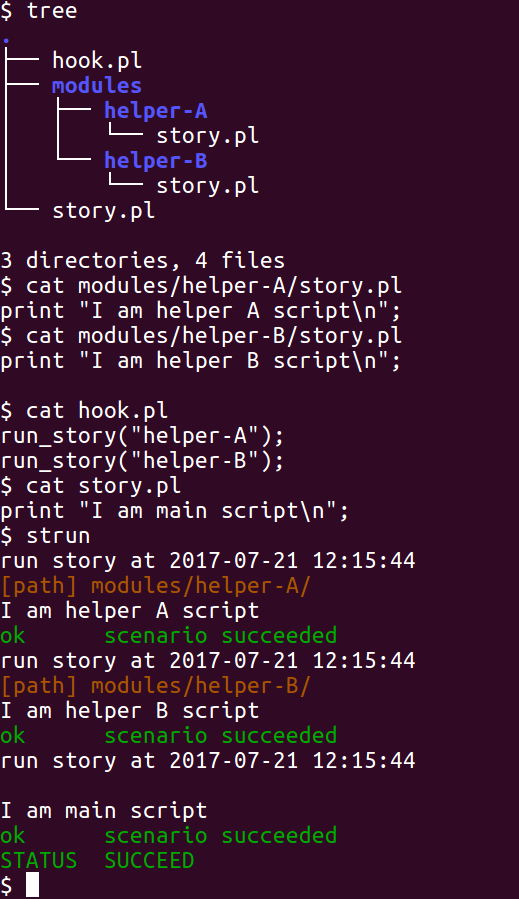 $ tree
.
├── hook.pl
├── modules
│   ├── helper-A
│   │   └── story.pl
│   └── helper-B
│       └── story.pl
└── story.pl

3 directories, 4 files
$ cat modules/helper-A/story.pl
print "I am helper A script\n";
$ cat modules/helper-B/story.pl
print "I am helper B script\n";

$ cat hook.pl
run_story("helper-A");
run_story("helper-B");
$ cat story.pl
print "I am main script\n";
$ strun
run story at 2017-07-21 12:15:44
[path] modules/helper-A/
I am helper A script
ok      scenario succeeded
run story at 2017-07-21 12:15:44
[path] modules/helper-B/
I am helper B script
ok      scenario succeeded
run story at 2017-07-21 12:15:44

I am main script
ok      scenario succeeded
STATUS  SUCCEED
$